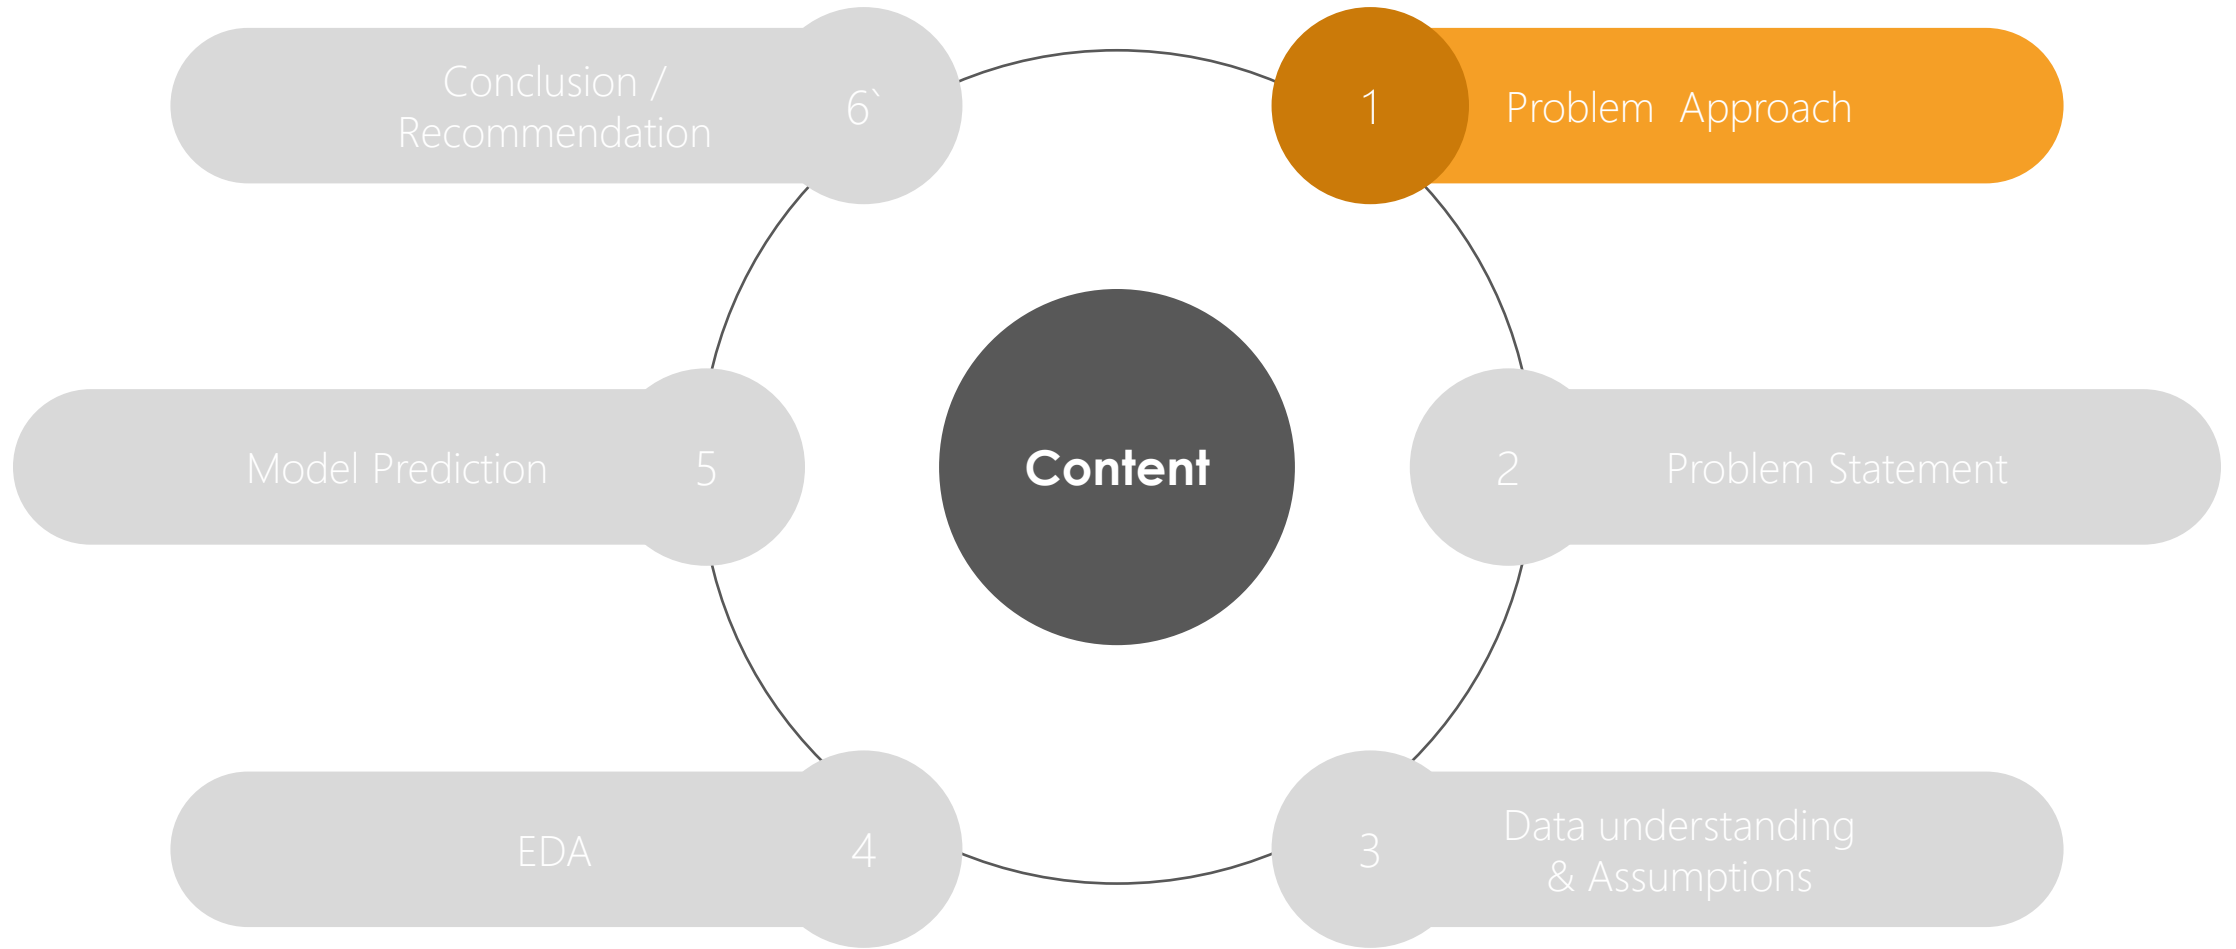 Conclusion /
Recommendation
6`
1
Problem  Approach
Model Prediction
5
Content
2
Problem Statement
EDA
4
3
Data understanding
& Assumptions